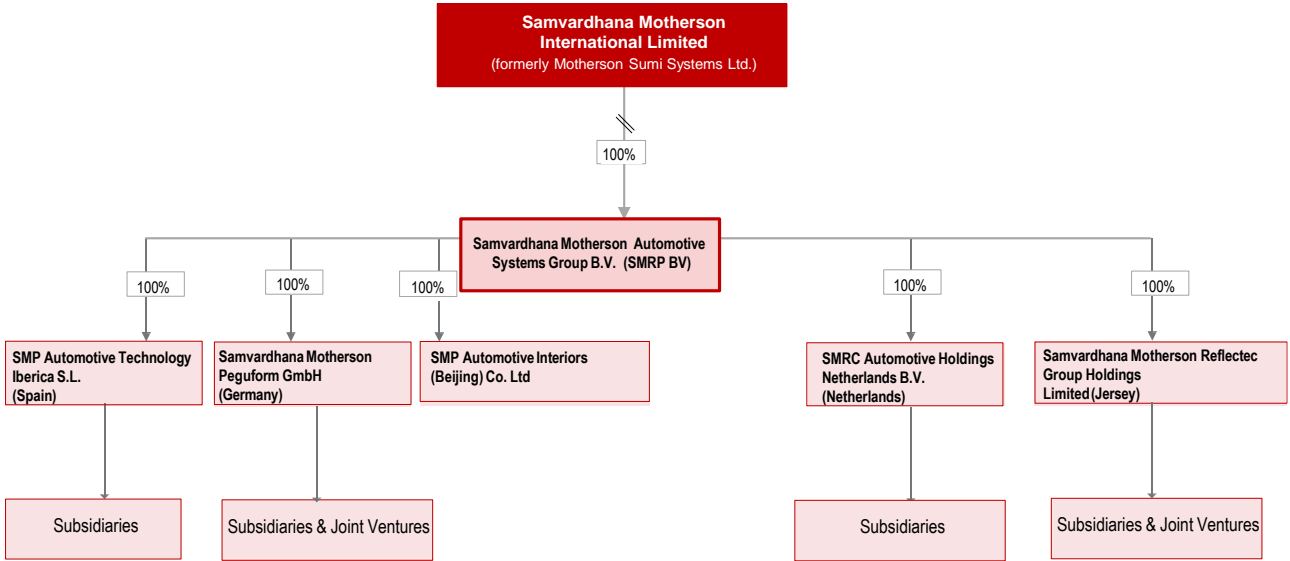 Samvardhana Motherson
International Limited
(formerly Motherson Sumi Systems Ltd.)
100%
Samvardhana Motherson Automotive
Systems Group B.V. (SMRP BV)
100%
100%
100%
100%
100%
SMP Automotive Technology
Iberica S.L.
(Spain)
Samvardhana Motherson
Peguform GmbH
(Germany)
SMP Automotive Interiors
(Beijing) Co. Ltd
SMRC Automotive Holdings
Netherlands B.V.
(Netherlands)
Samvardhana Motherson Reflectec
Group Holdings
Limited (Jersey)
Subsidiaries
Subsidiaries & Joint Ventures
Subsidiaries
Subsidiaries & Joint Ventures